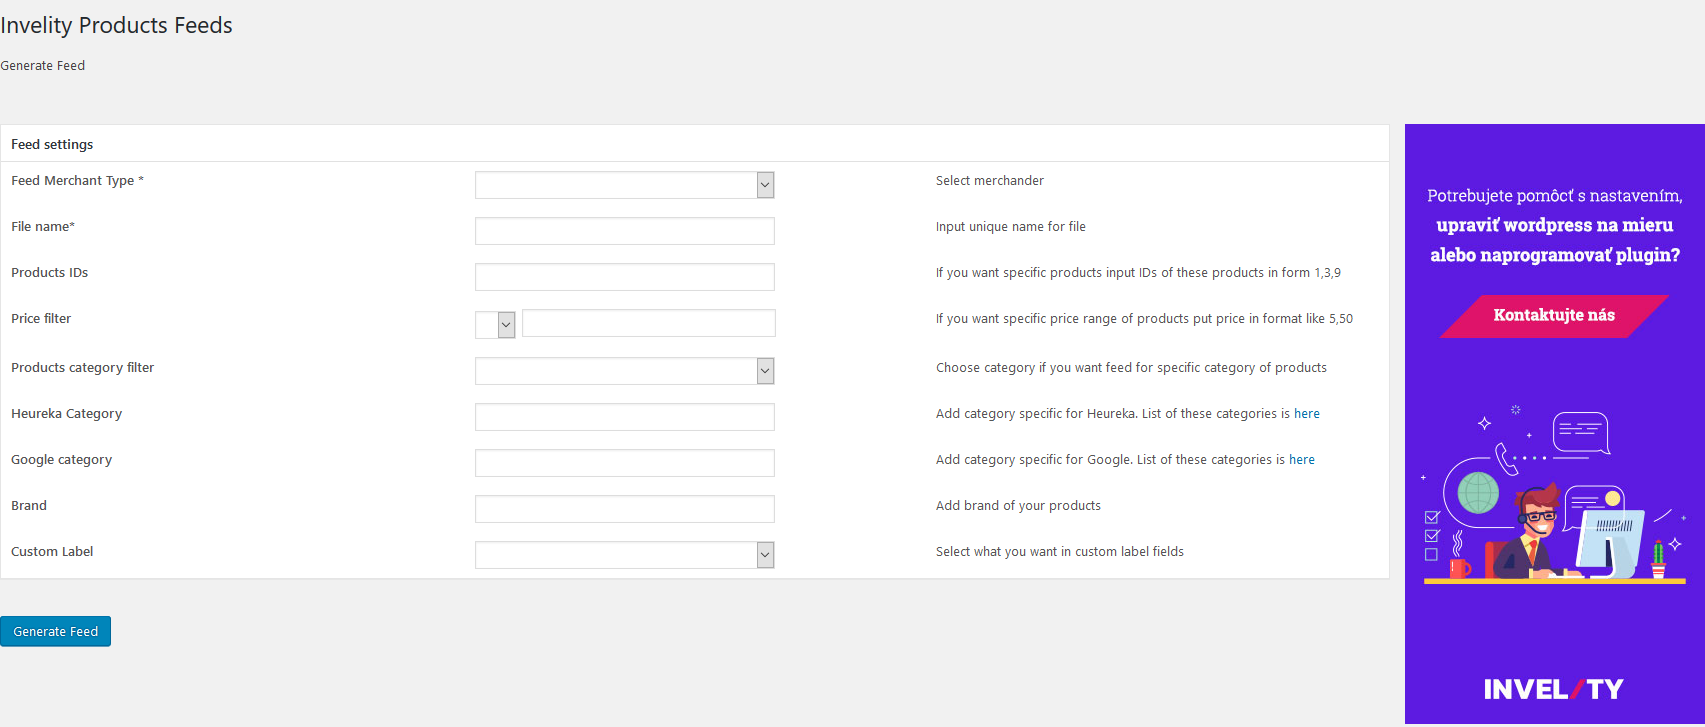 Invelity Products Feeds
Generate Feed
Feed settings
Feed Merchant Type *
Select merchander
File name*
Input unique name for file
Products IDs
If you want specific products input IDs of these products in form 1,3,9
Price filter
If you want specific price range of products put price in format like 5,50
Products category filter
Choose category if you want feed for specific category of products
Heureka Category
Add category specific for Heureka. List of these categories is here
Google category
Add category specific for Google. List of these categories is here
Brand
Add brand of your products
Custom Label
Select what you want in custom label fields
Generate Feed
Potrebujete pomôcť s nastavením,
upraviť wordpress na mieru
alebo naprogramovať plugin?
Kontaktujte nás
INVELITY